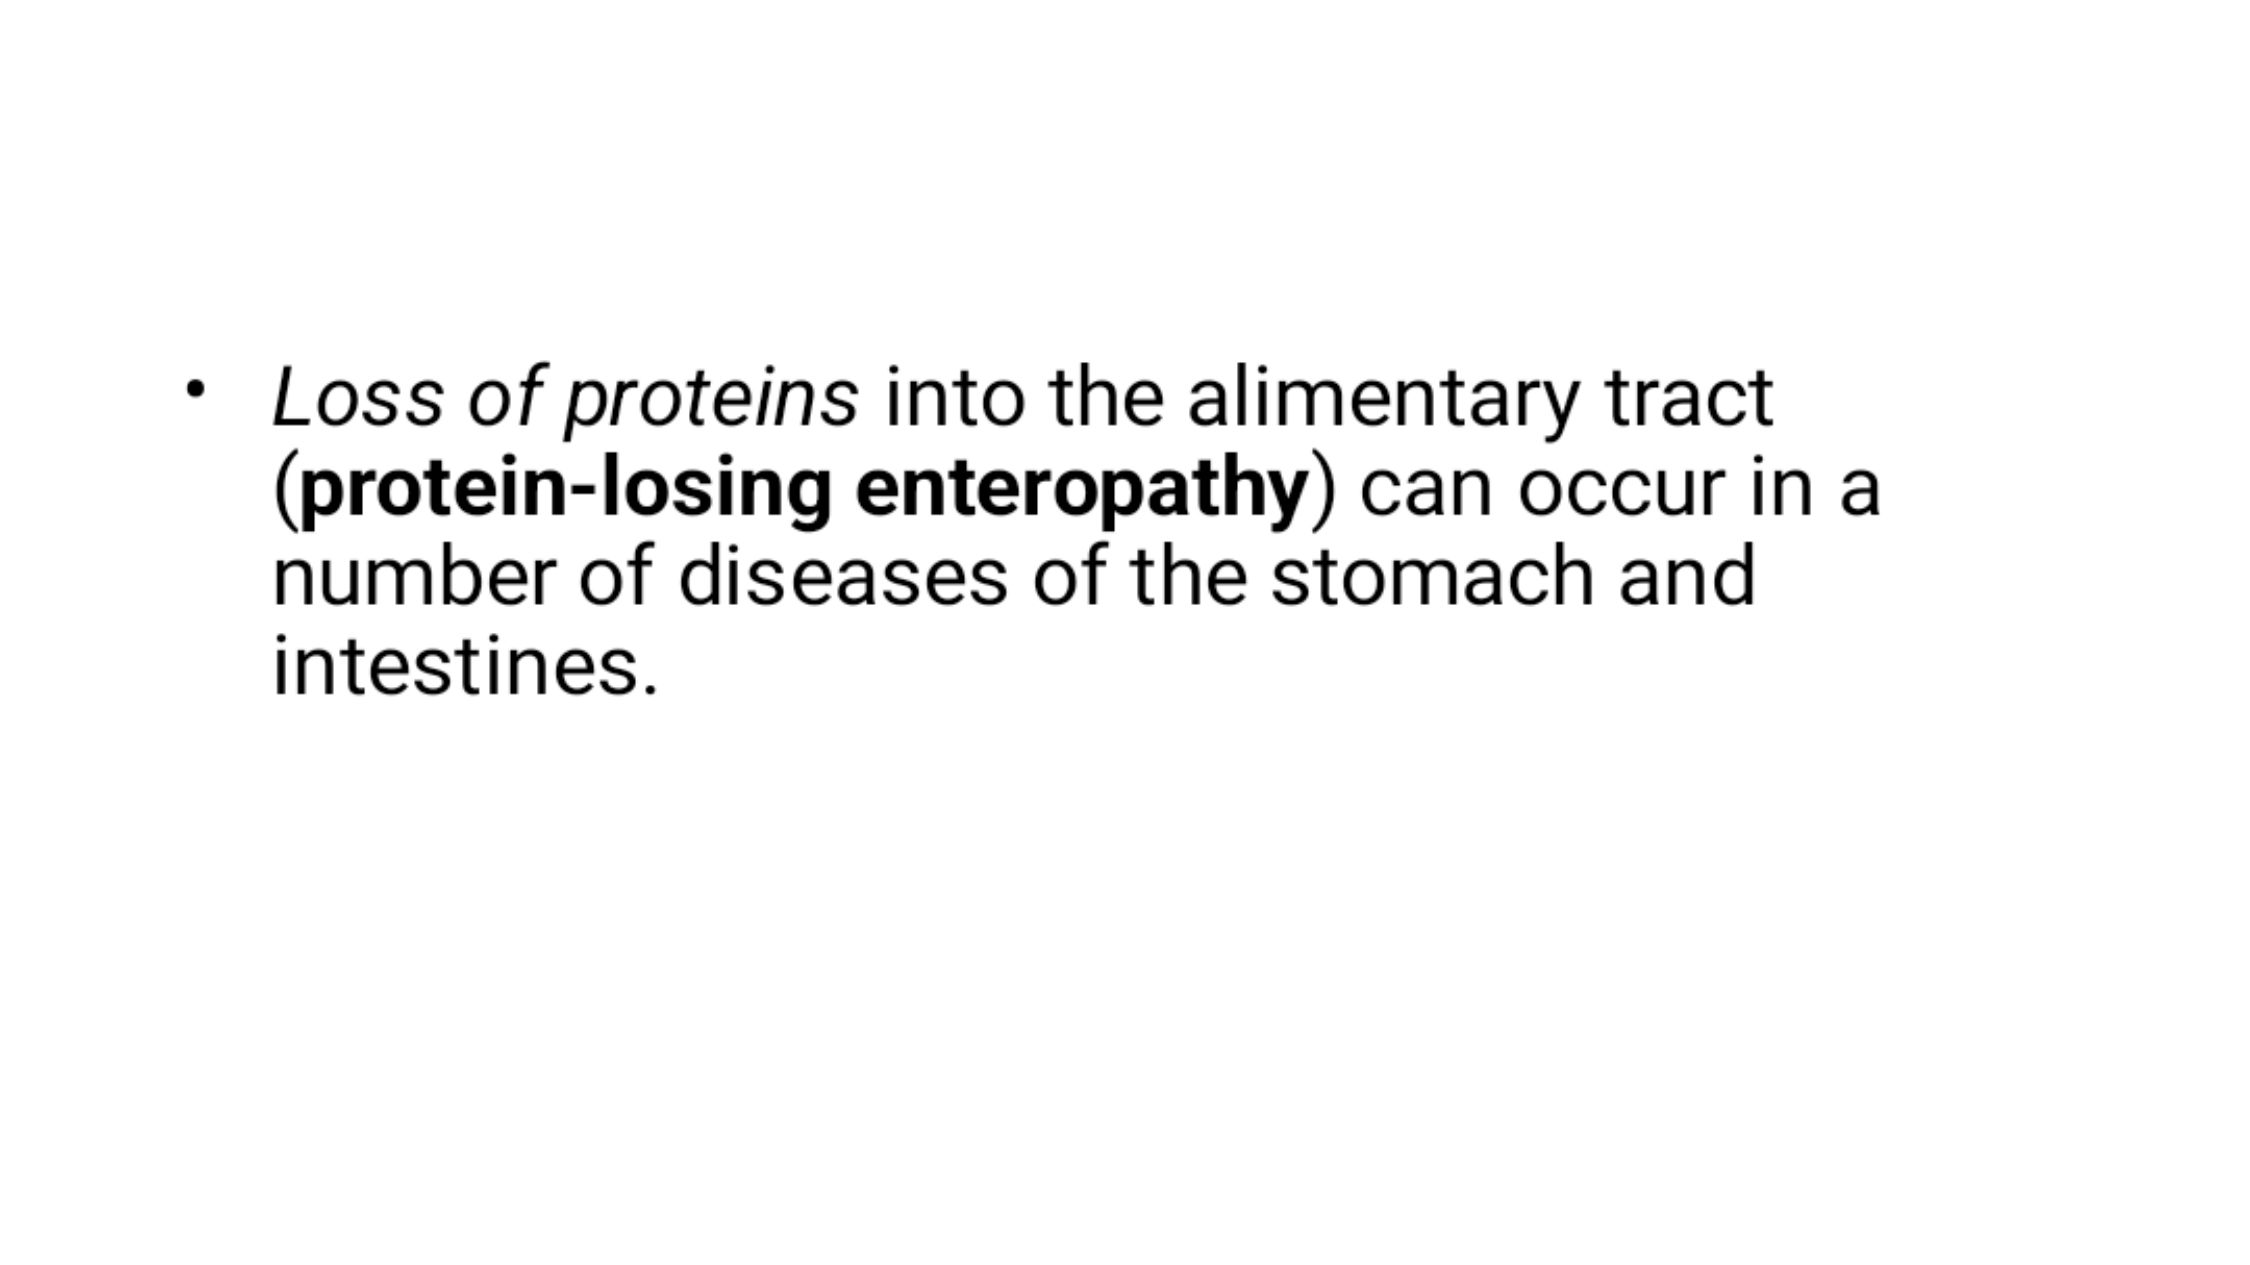 • Loss of proteins into the alimentary tract
(protein-losing enteropathy) can occur in a
number of diseases of the stomach and
intestines.